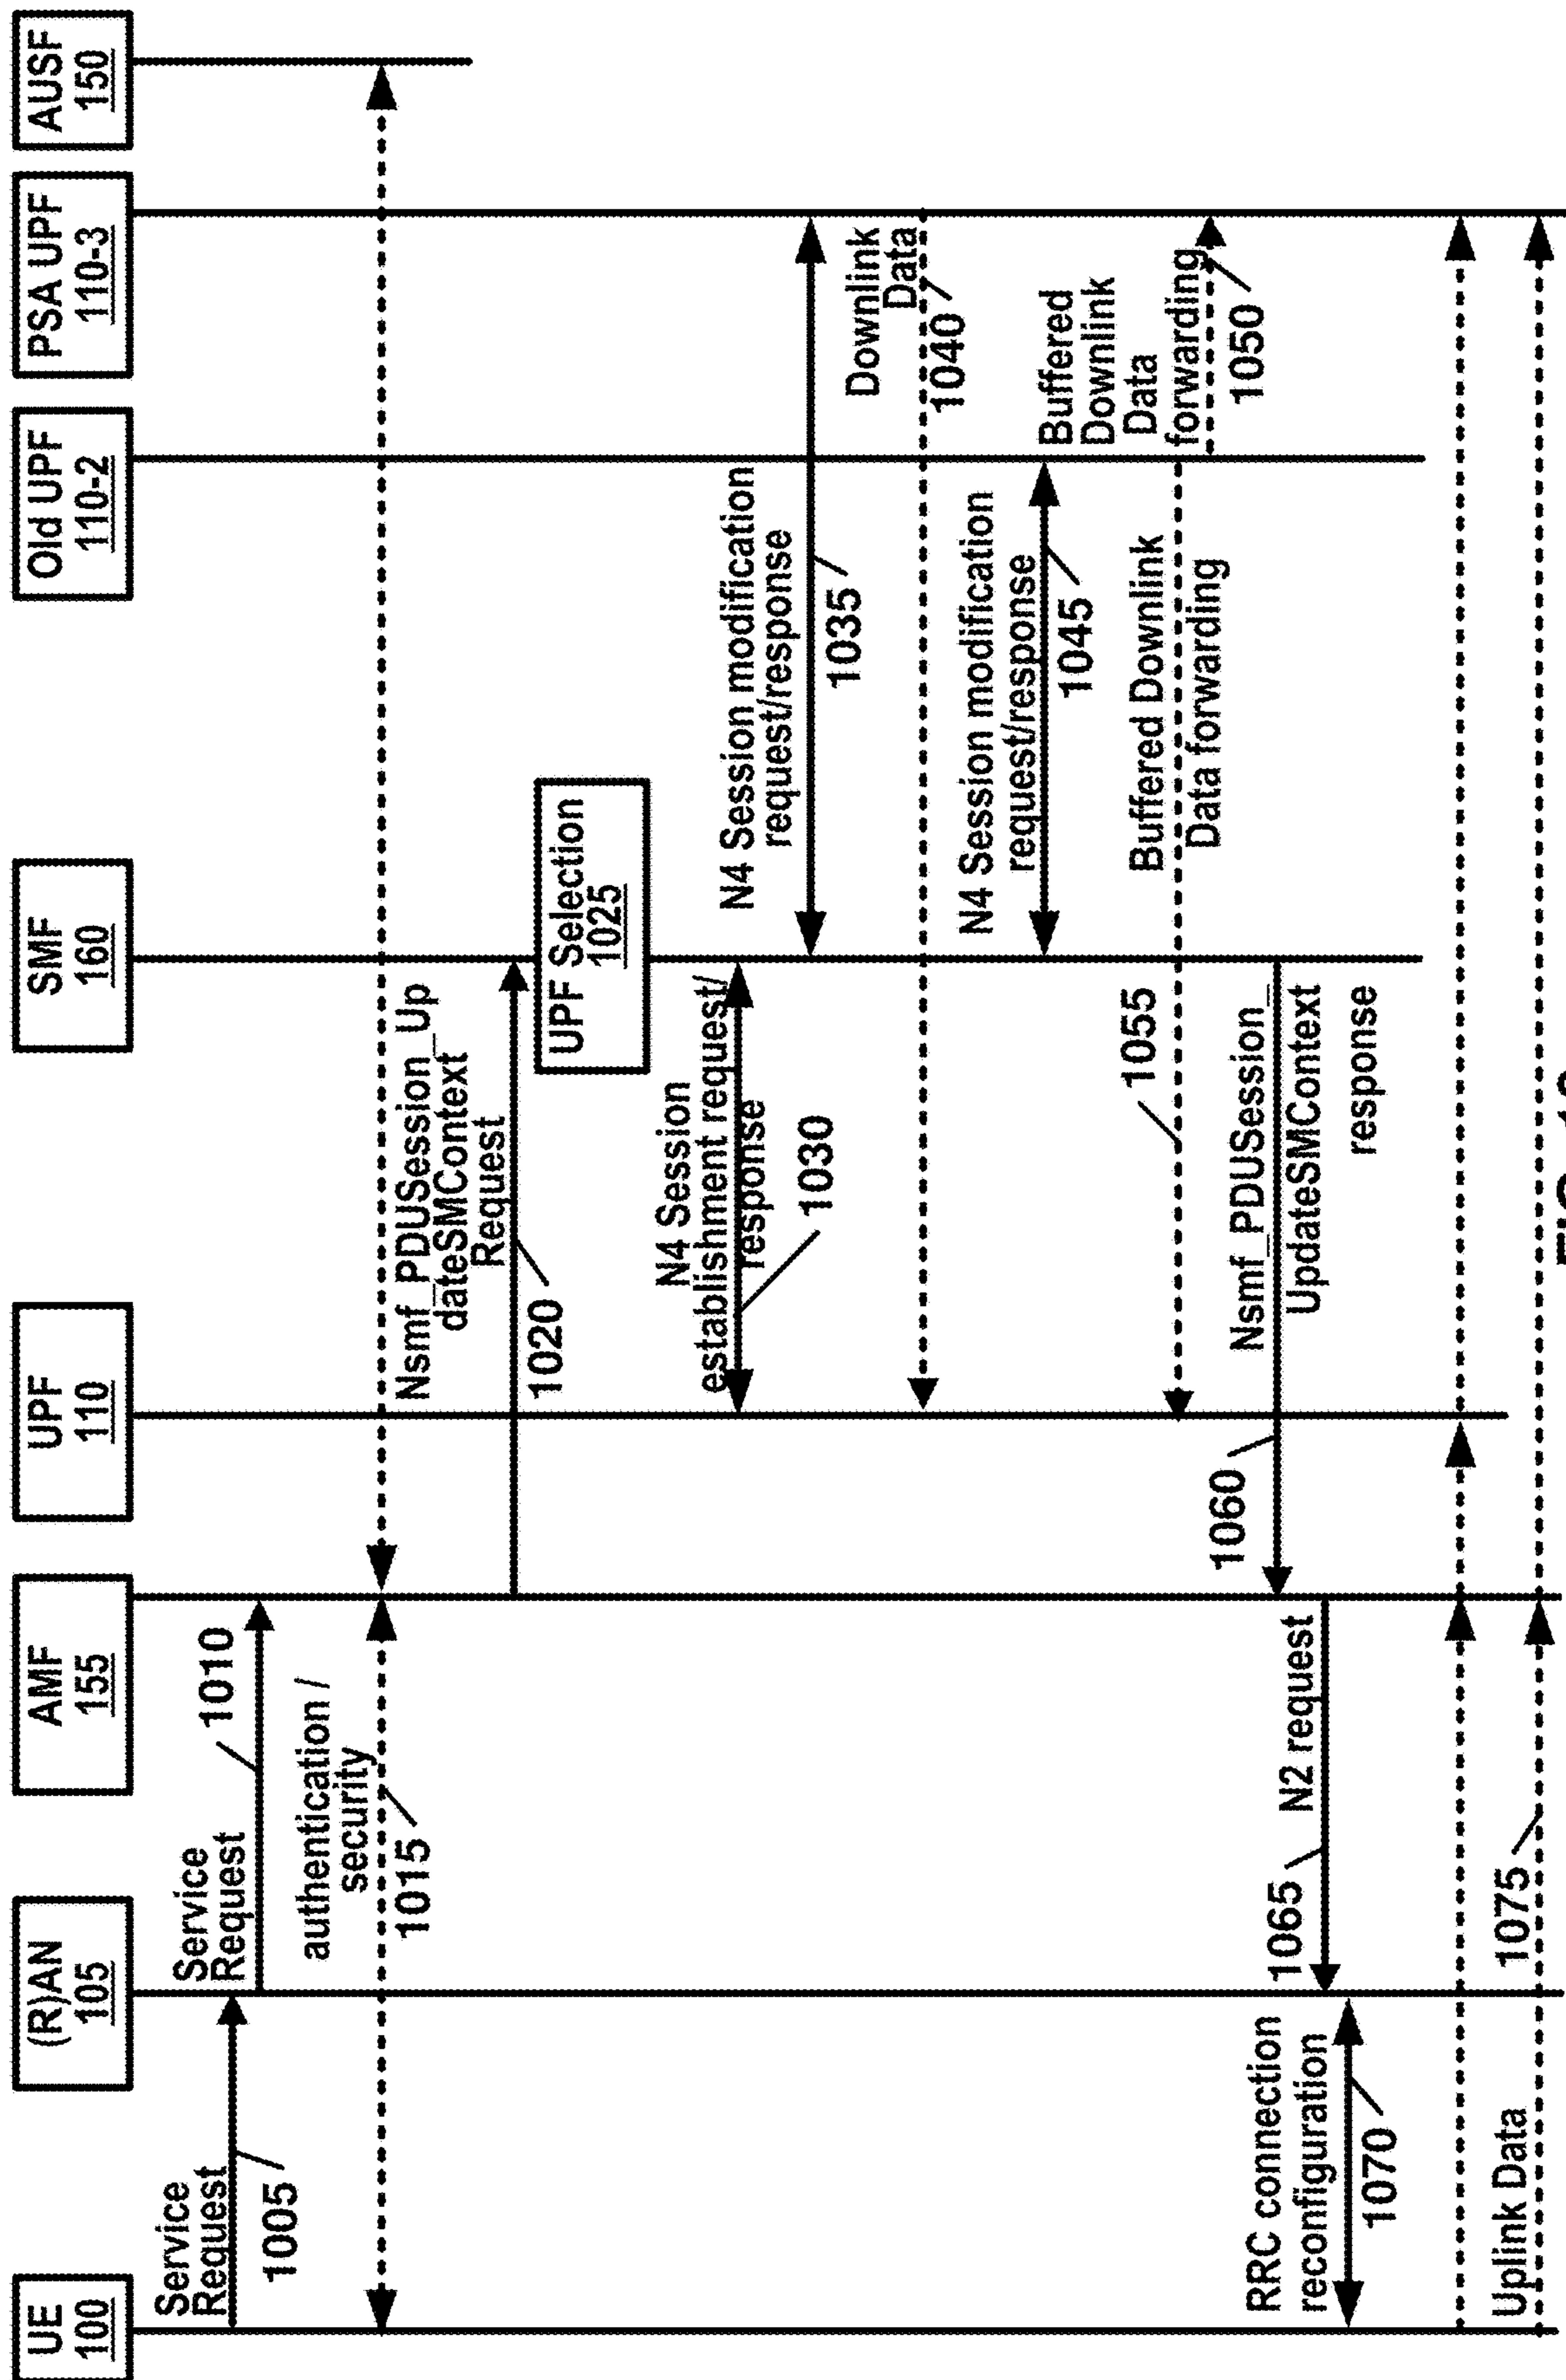 UE
100
(R)AN
105
AMF
155
UPF
110
SMF
160
Old UPF
110-2
PSA UPF
110-3
AUSF
150
Service
Request
1005
Service
Request
1010
authentication /
security
1015
Nsmf_PDUSession_Up
dateSMContext
Request
1020
UPF Selection
1025
N4 Session
establishment request/
response
1030
N4 Session modification
request/response
1035
Downlink
Data
1040
N4 Session modification
request/response
1045
Buffered
Downlink
Data
forwarding
1050
Buffered Downlink
Data forwarding
1055
Nsmf_PDUSession_
UpdateSMContext
response
1060
N2 request
1065
RRC connection
reconfiguration
1070
Uplink Data
1075